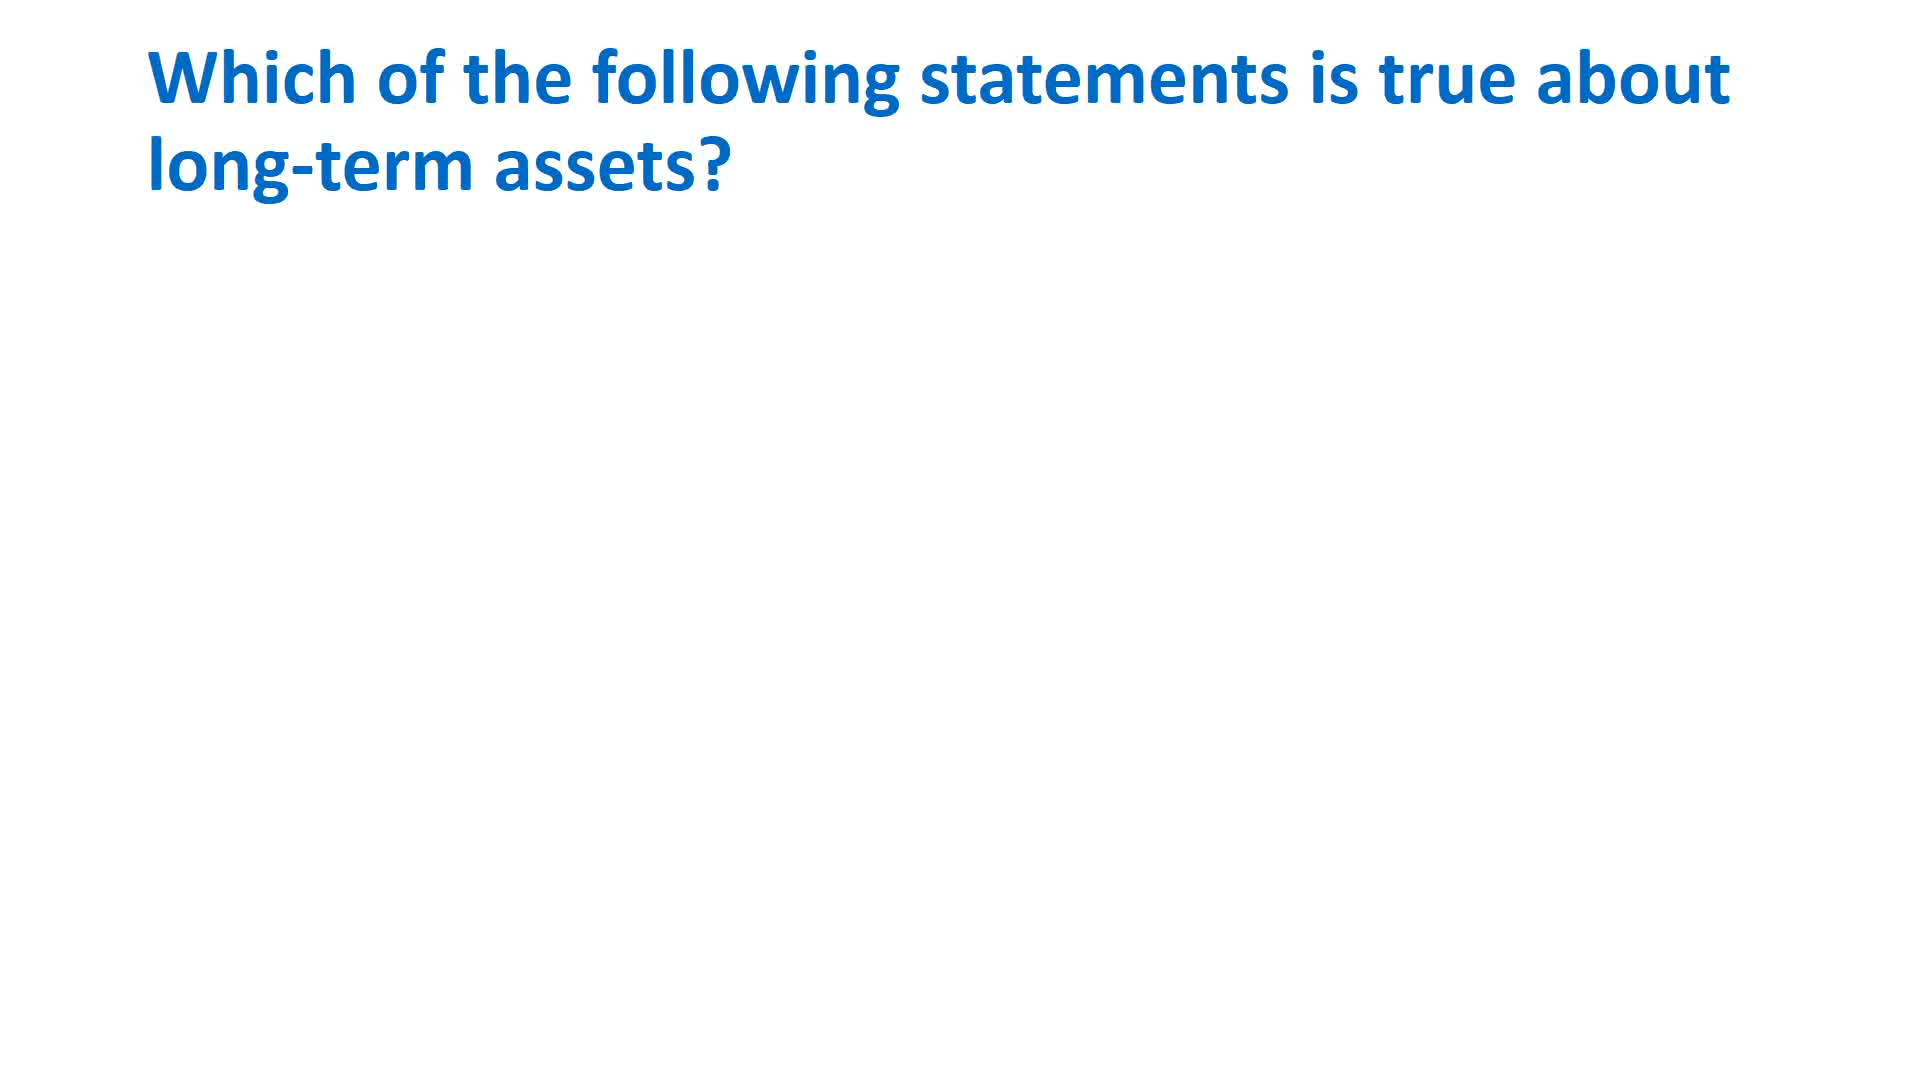 Which of the following statements is true about
long-term assets?